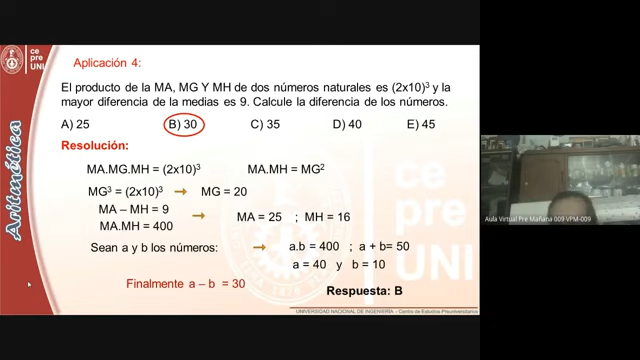 ce
pre
UNI
Aplicación 4:
El producto de la MA, MG Y MH de dos números naturales es (2x10)³ y la
mayor diferencia de la medias es 9. Calcule la diferencia de los números.
A) 25 B) 30 C) 35 D) 40 E) 45
Resolución:
MA.MG.MH = (2x10)³ MA.MH = MG²
MG³ = (2x10)³ MG = 20
MA – MH = 9
MA.MH = 400
MA = 25 ; MH = 16
Sean a y b los números: a.b = 400 ; a + b= 50
a = 40 y b = 10
Finalmente a – b = 30
Respuesta: B
Aritmética
ce
pre
UNI
UNIVERSIDAD NACIONAL DE INGENIERÍA - Centro de Estudios Preuniversitarios
Aula Virtual Pre Mañana 009 VPM-009